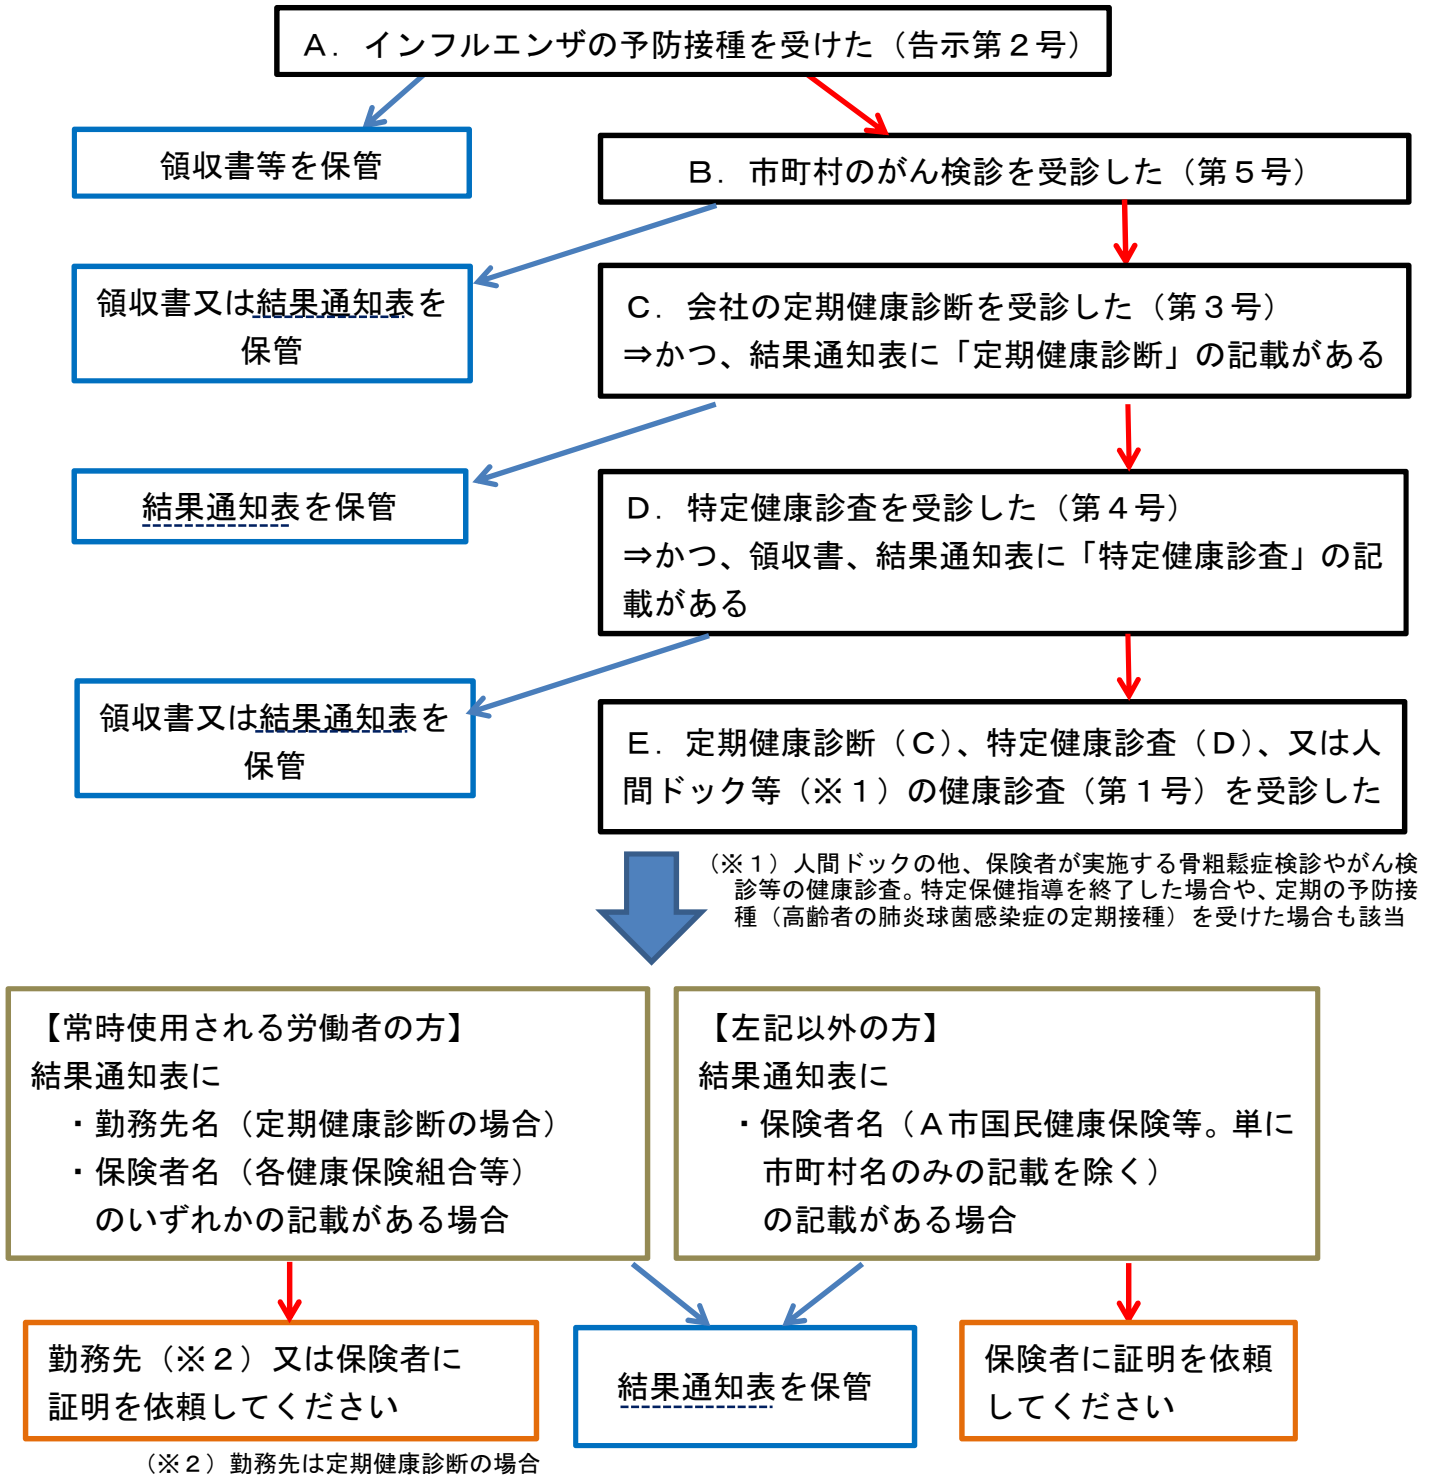 A．インフルエンザの予防接種を受けた（告示第２号）
領収書等を保管
B．市町村のがん検診を受診した（第５号）
領収書又は結果通知表を
保管
C．会社の定期健康診断を受診した（第３号）
⇒かつ、結果通知表に「定期健康診断」の記載がある
結果通知表を保管
D．特定健康診査を受診した（第４号）
⇒かつ、領収書、結果通知表に「特定健康診査」の記
載がある
領収書又は結果通知表を
保管
E．定期健康診断（C）、特定健康診査（D）、又は人
間ドック等（※１）の健康診査（第１号）を受診した
（※１）人間ドックの他、保険者が実施する骨粗鬆症検診やがん検
診等の健康診査。特定保健指導を終了した場合や、定期の予防接
種（高齢者の肺炎球菌感染症の定期接種）を受けた場合も該当
【常時使用される労働者の方】
結果通知表に
・勤務先名（定期健康診断の場合）
・保険者名（各健康保険組合等）
のいずれかの記載がある場合
【左記以外の方】
結果通知表に
・保険者名（A市国民健康保険等。単に
市町村名のみの記載を除く）
の記載がある場合
勤務先（※２）又は保険者に
証明を依頼してください
結果通知表を保管
保険者に証明を依頼
してください
（※２）勤務先は定期健康診断の場合